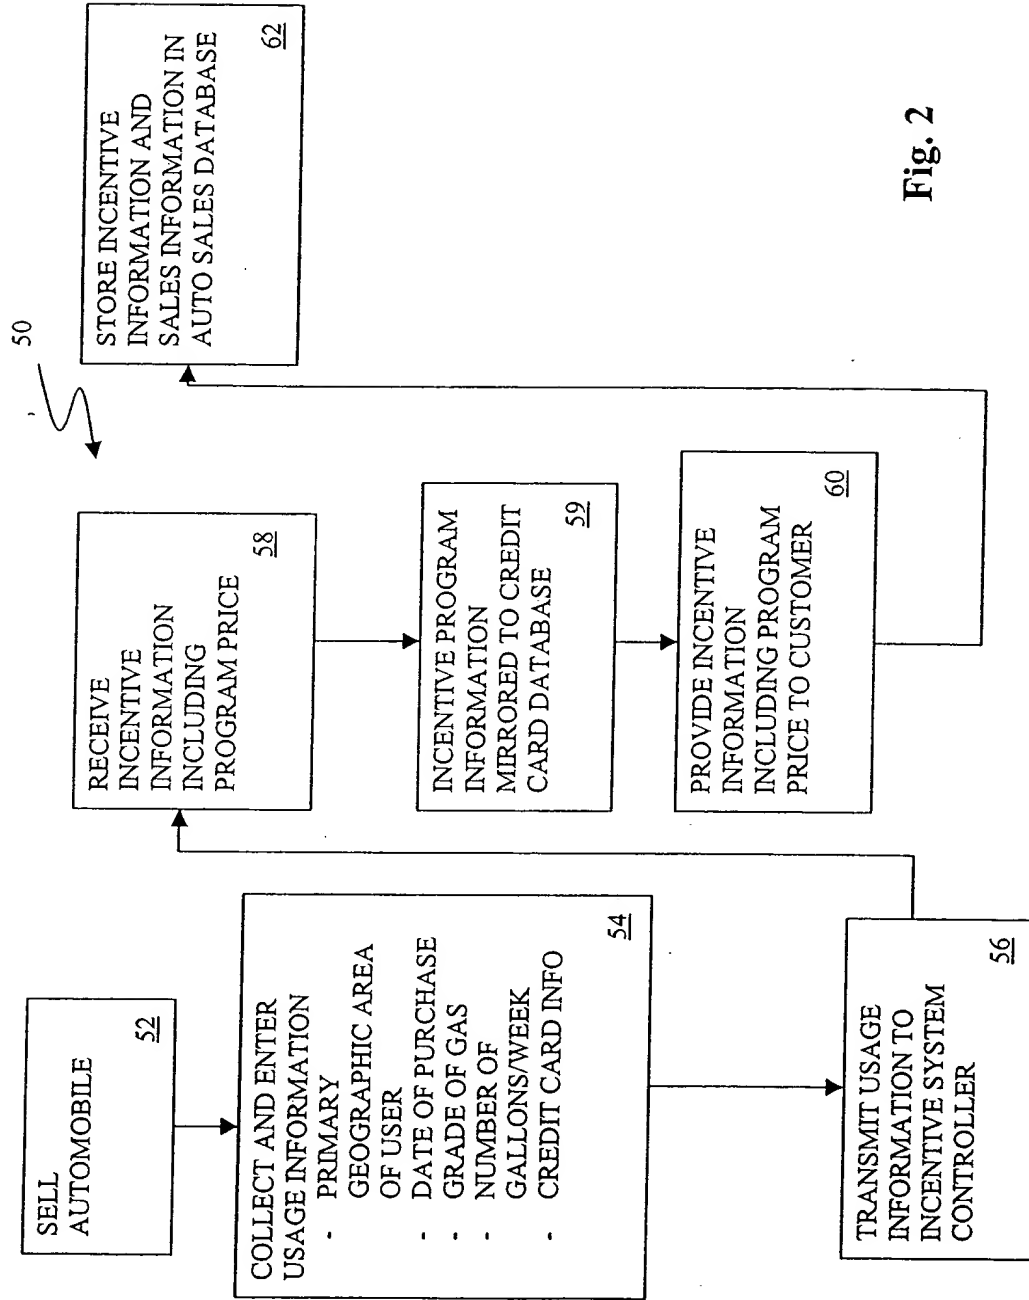 50
SELL
AUTOMOBILE
52
COLLECT AND ENTER
USAGE INFORMATION
- PRIMARY
GEOGRAPHIC AREA
OF USER
- DATE OF PURCHASE
- GRADE OF GAS
- NUMBER OF
GALLONS/WEEK
- CREDIT CARD INFO
54
TRANSMIT USAGE
INFORMATION TO
INCENTIVE SYSTEM
CONTROLLER
56
RECEIVE
INCENTIVE
INFORMATION
INCLUDING
PROGRAM PRICE
58
INCENTIVE PROGRAM
INFORMATION
MIRRORED TO CREDIT
CARD DATABASE
59
PROVIDE INCENTIVE
INFORMATION
INCLUDING PROGRAM
PRICE TO CUSTOMER
60
STORE INCENTIVE
INFORMATION AND
SALES INFORMATION IN
AUTO SALES DATABASE
62
Fig. 2